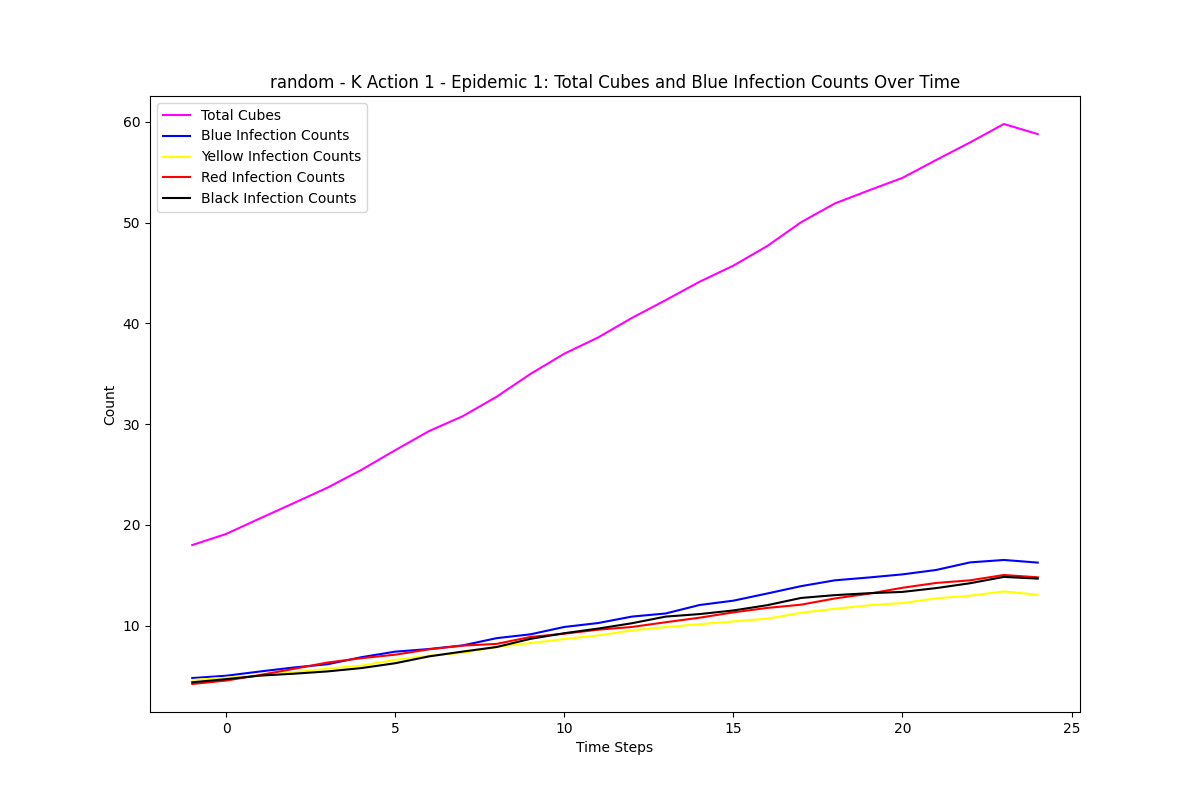 random - K Action 1 - Epidemic 1: Total Cubes and Blue Infection Counts Over Time
Total Cubes
Blue Infection Counts
Yellow Infection Counts
Red Infection Counts
Black Infection Counts
60
50
40
30
20
10
Count
0 5 10 15 20 25
Time Steps